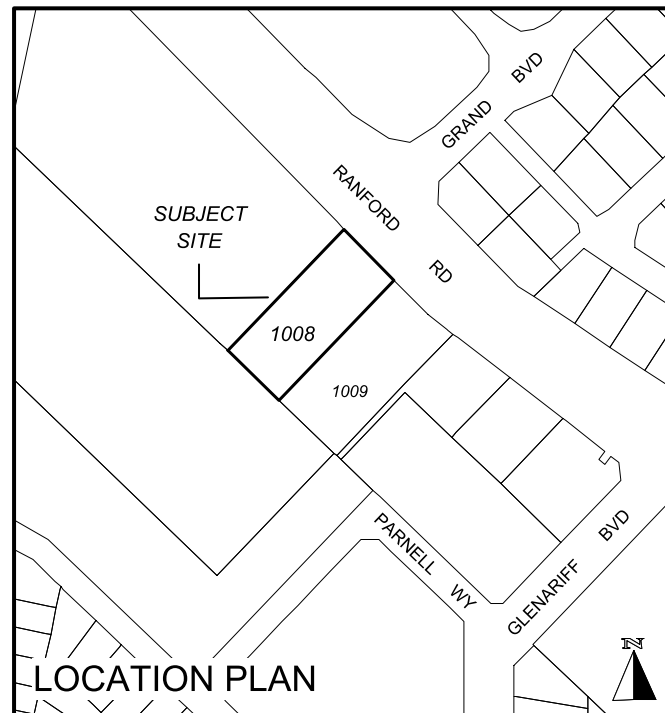 GRAND BVD
RANFORD RD
SUBJECT
SITE
1008
1009
PARNELL WY
GLENARIFF BVD
LOCATION PLAN
N